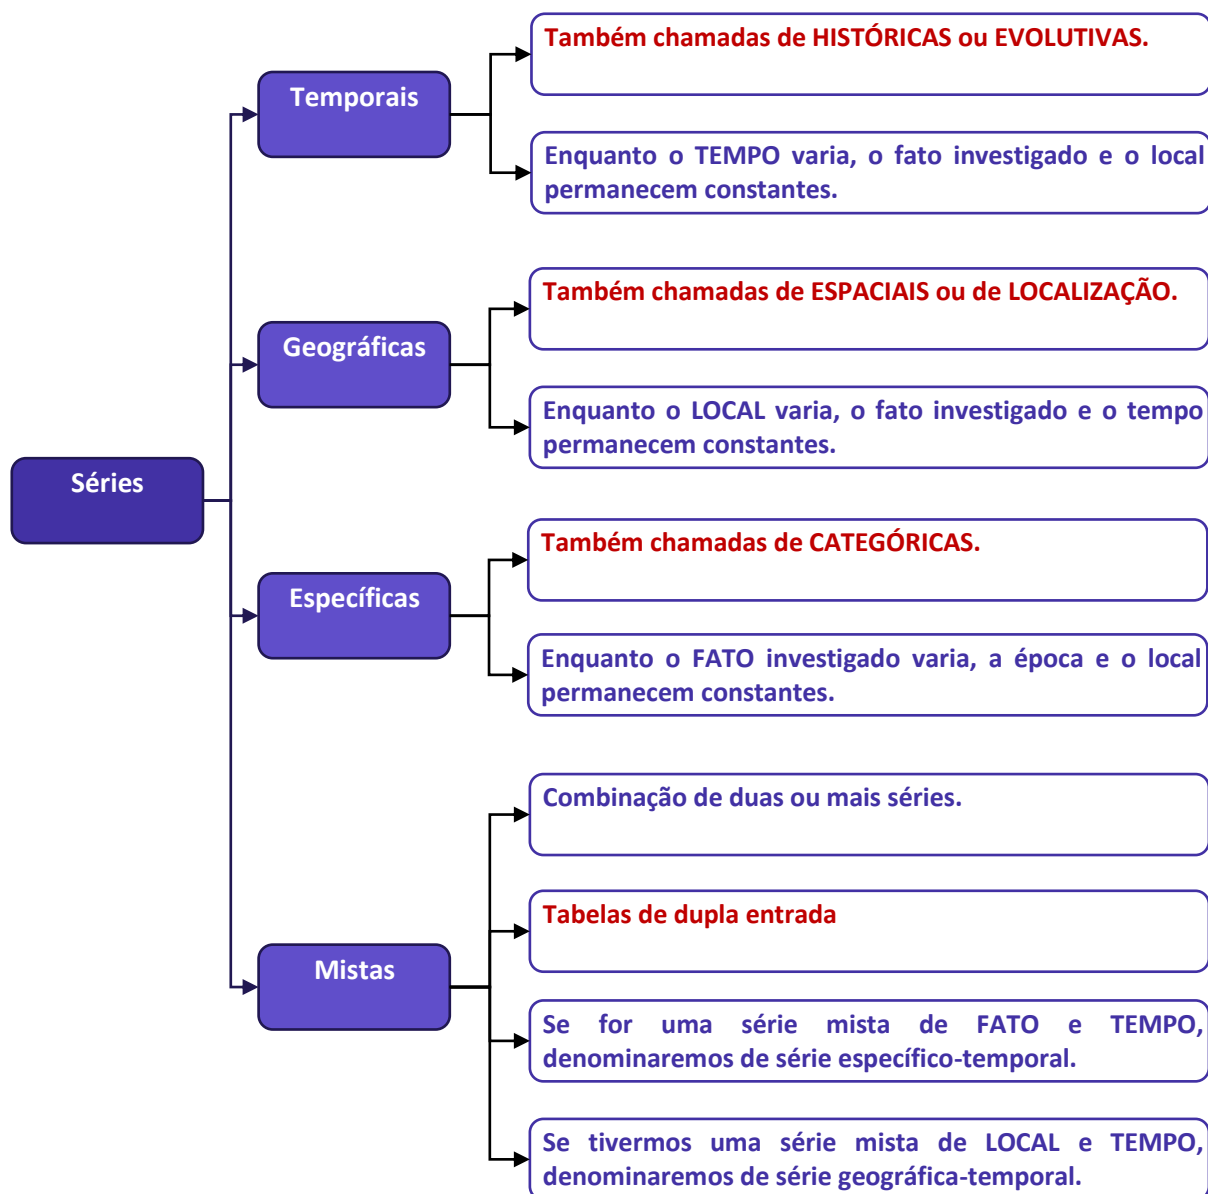 Séries
Temporais
Também chamadas de HISTÓRICAS ou EVOLUTIVAS.
Enquanto o TEMPO varia, o fato investigado e o local
permanecem constantes.
Geográficas
Também chamadas de ESPACIAIS ou de LOCALIZAÇÃO.
Enquanto o LOCAL varia, o fato investigado e o tempo
permanecem constantes.
Específicas
Também chamadas de CATEGÓRICAS.
Enquanto o FATO investigado varia, a época e o local
permanecem constantes.
Mistas
Combinação de duas ou mais séries.
Tabelas de dupla entrada
Se for uma série mista de FATO e TEMPO,
denominaremos de série específico-temporal.
Se tivermos uma série mista de LOCAL e TEMPO,
denominaremos de série geográfica-temporal.